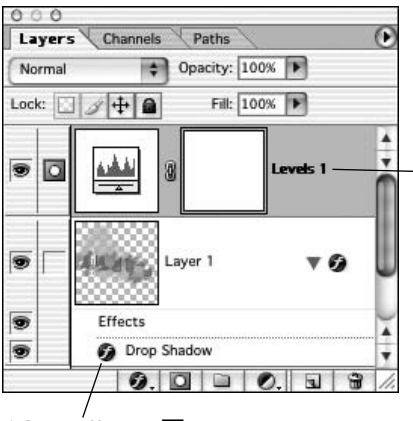 Layers Channels Paths
Normal Opacity: 100%
Lock: Fill: 100%
Levels 1
Layer 1
Effects
Drop Shadow